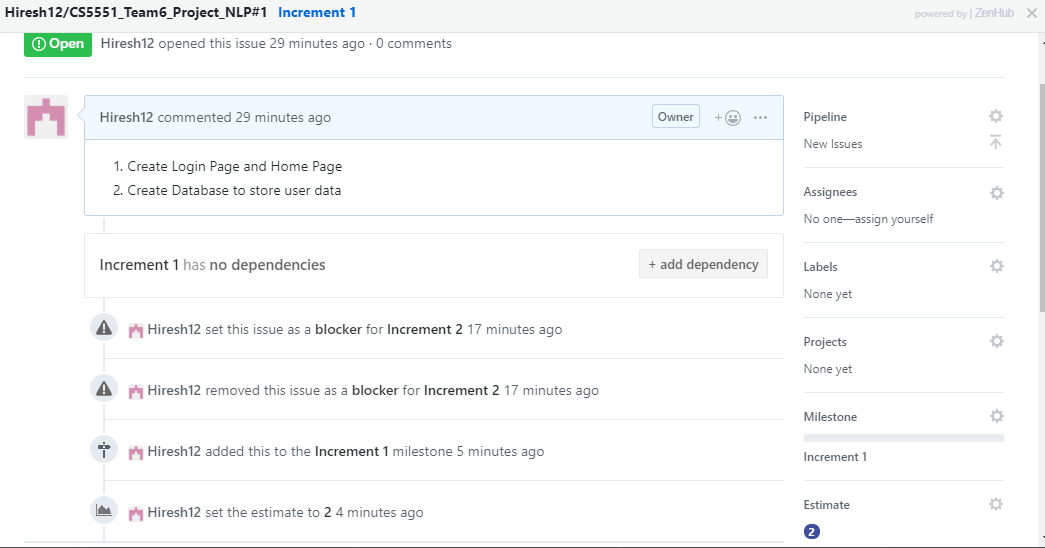 Hiresh12/CS5551_Team6_Project_NLP#1 Increment 1
powered by | ZenHub
Open Hiresh12 opened this issue 29 minutes ago · 0 comments
Hiresh12 commented 29 minutes ago
Owner
1. Create Login Page and Home Page
2. Create Database to store user data
Increment 1 has no dependencies
+ add dependency
Hiresh12 set this issue as a blocker for Increment 2 17 minutes ago
Hiresh12 removed this issue as a blocker for Increment 2 17 minutes ago
Hiresh12 added this to the Increment 1 milestone 5 minutes ago
Hiresh12 set the estimate to 2 4 minutes ago
Pipeline
New Issues
Assignees
No one—assign yourself
Labels
None yet
Projects
None yet
Milestone
Increment 1
Estimate
2